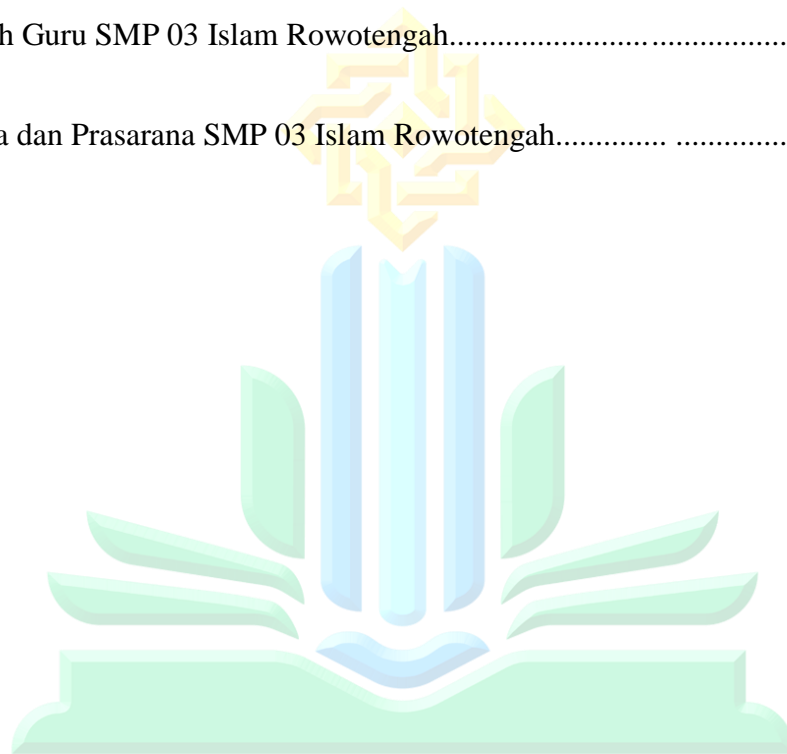 h Guru SMP 03 Islam Rowotengah..........................................
a dan Prasarana SMP 03 Islam Rowotengah............. ..............